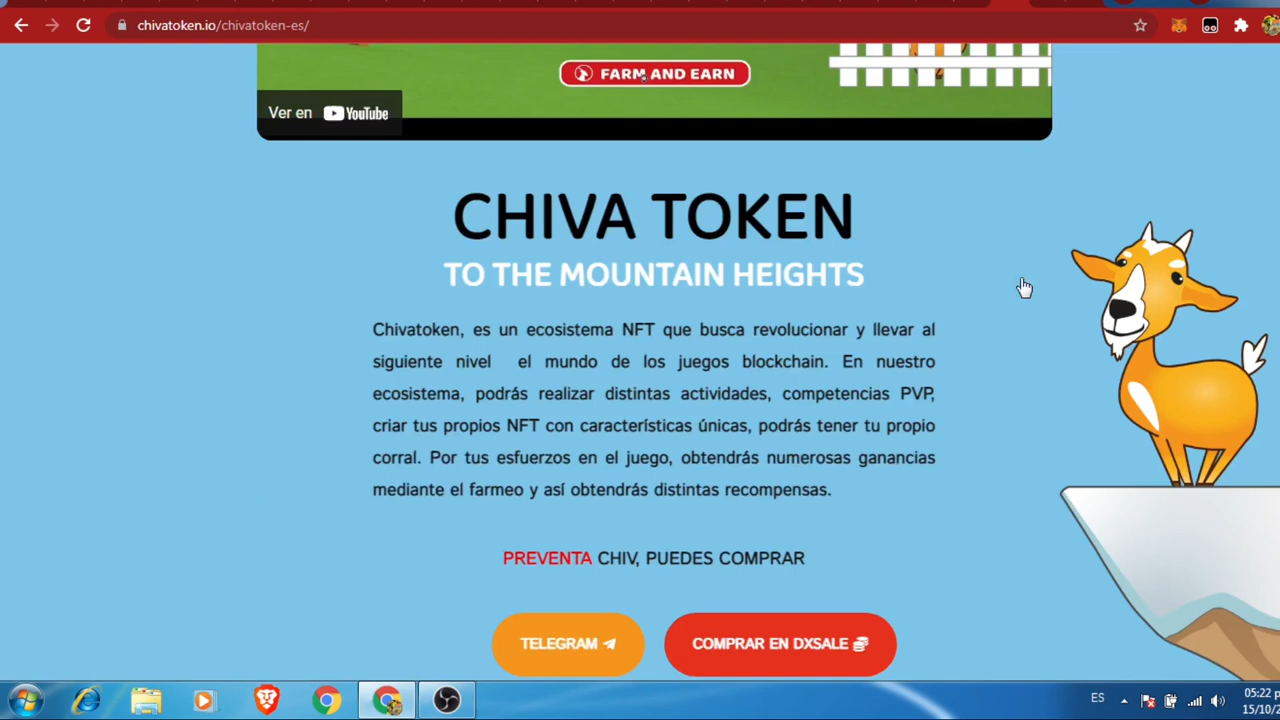 chivatoken.io/chivatoken-es/
FARM AND EARN
Ver en YouTube
CHIVA TOKEN
TO THE MOUNTAIN HEIGHTS
Chivatoken, es un ecosistema NFT que busca revolucionar y llevar al
siguiente nivel el mundo de los juegos blockchain. En nuestro
ecosistema, podrás realizar distintas actividades, competencias PVP,
criar tus propios NFT con características únicas, podrás tener tu propio
corral. Por tus esfuerzos en el juego, obtendrás numerosas ganancias
mediante el farmeo y así obtendrás distintas recompensas.
PREVENTA CHIV, PUEDES COMPRAR
TELEGRAM
COMPRAR EN DXSALE
ES
05:22 p
15/10/2